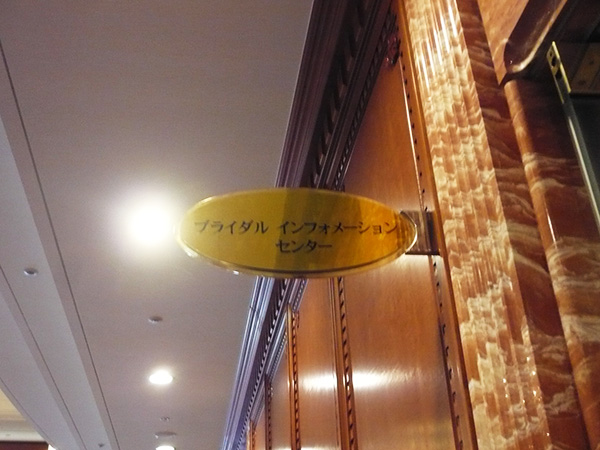 ブライダル インフォメーション
センター